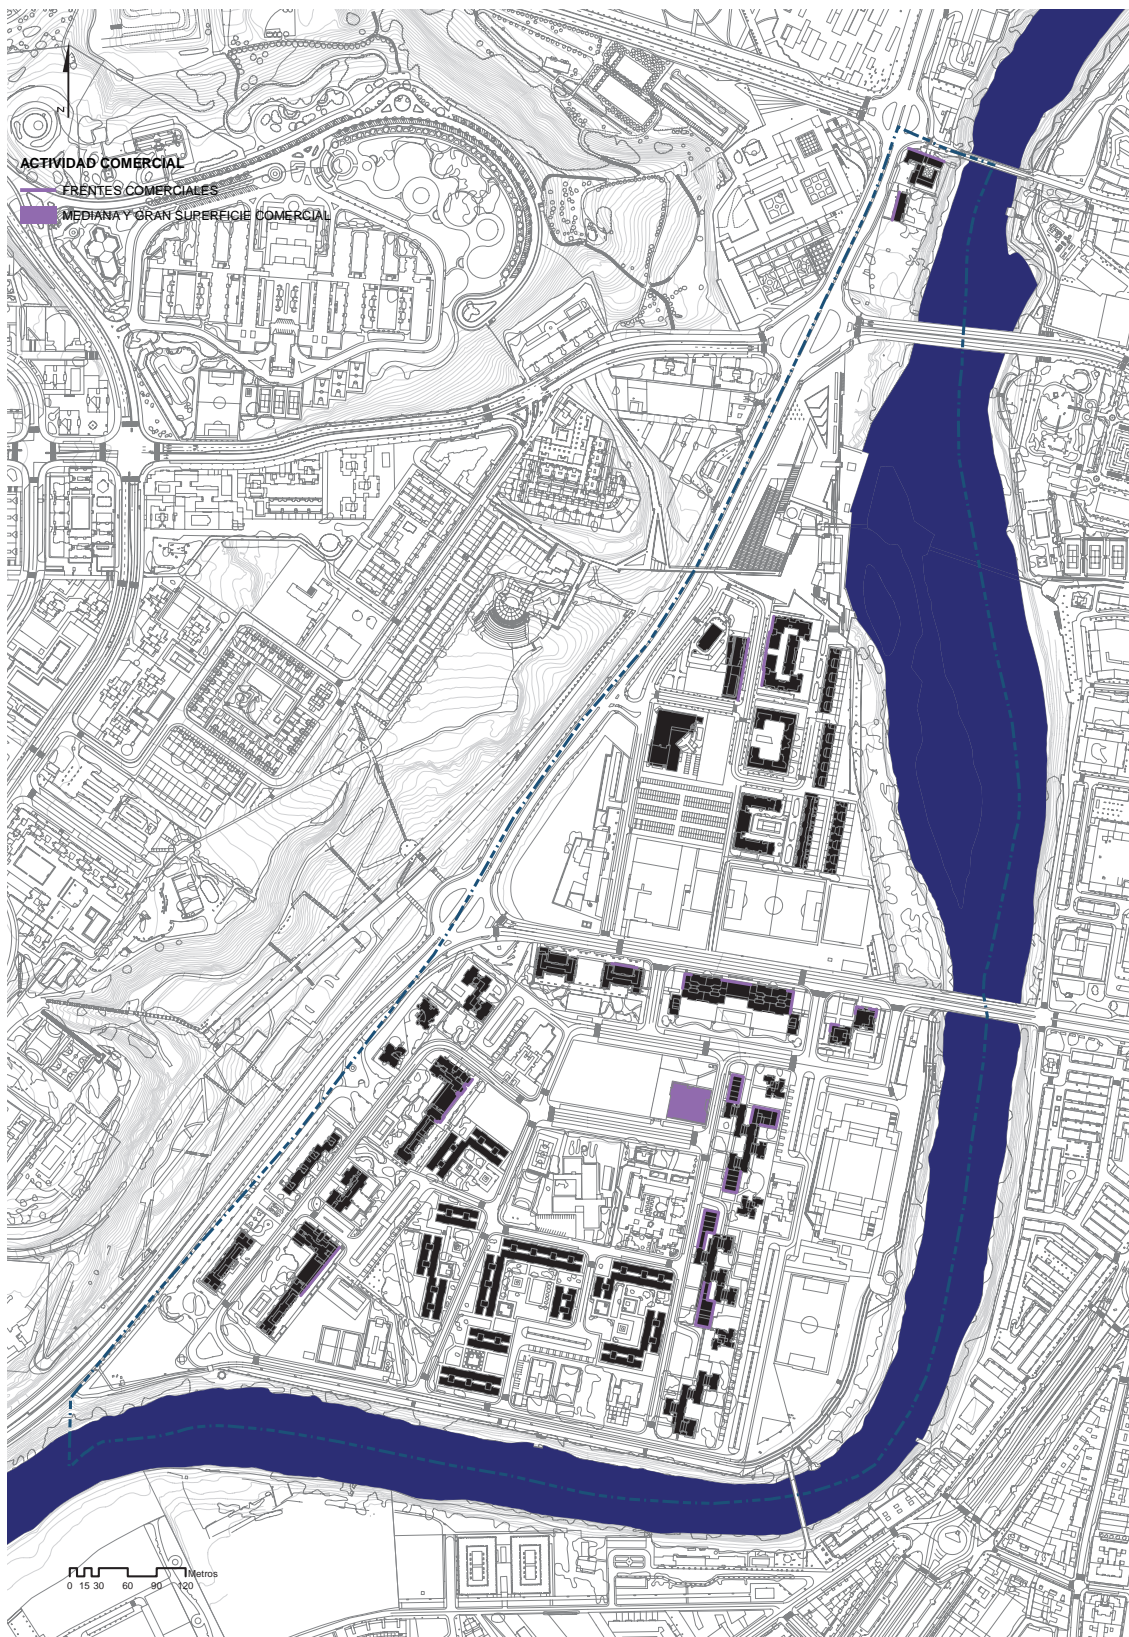 N
ACTIVIDAD COMERCIAL
FRENTES COMERCIALES
MEDIANA Y GRAN SUPERFICIE COMERCIAL
Metros
0 15 30 60 90 120